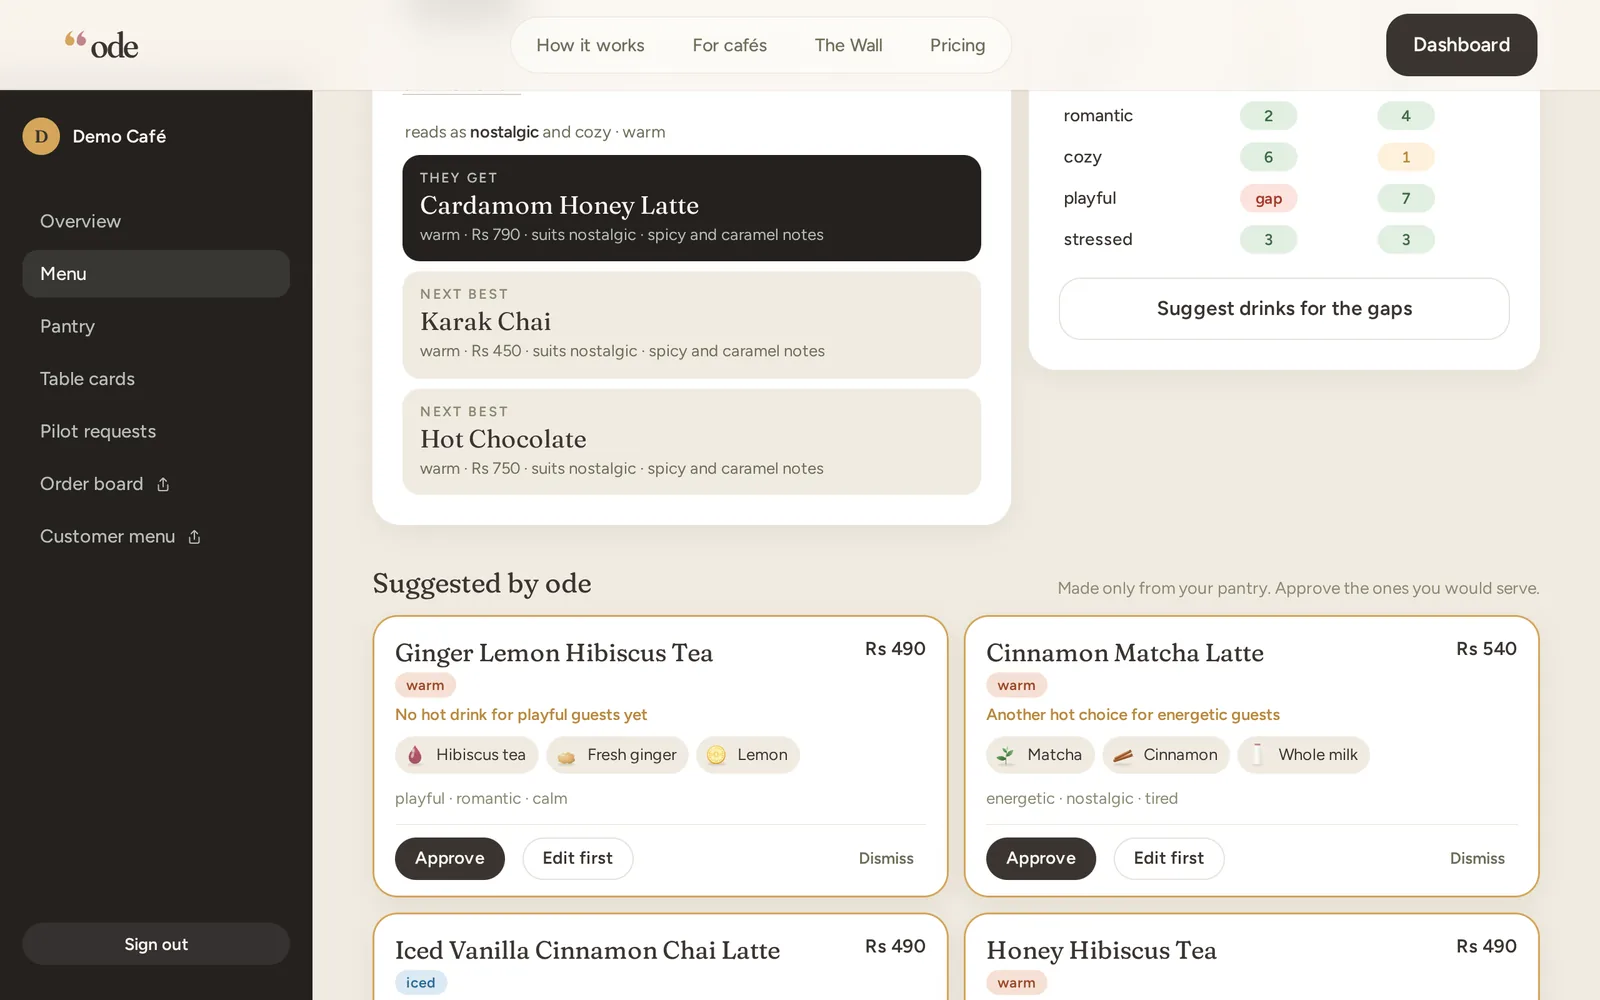 ode
How it works
For cafés
The Wall
Pricing
Dashboard
D
Demo Café
Overview
Menu
Pantry
Table cards
Pilot requests
Order board
Customer menu
Sign out
reads as nostalgic and cozy · warm
THEY GET
Cardamom Honey Latte
warm · Rs 790 · suits nostalgic · spicy and caramel notes
NEXT BEST
Karak Chai
warm · Rs 450 · suits nostalgic · spicy and caramel notes
NEXT BEST
Hot Chocolate
warm · Rs 750 · suits nostalgic · spicy and caramel notes
romantic 2 4
cozy 6 1
playful gap 7
stressed 3 3
Suggest drinks for the gaps
Suggested by ode
Made only from your pantry. Approve the ones you would serve.
Ginger Lemon Hibiscus Tea
Rs 490
warm
No hot drink for playful guests yet
Hibiscus tea
Fresh ginger
Lemon
playful · romantic · calm
Approve
Edit first
Dismiss
Cinnamon Matcha Latte
Rs 540
warm
Another hot choice for energetic guests
Matcha
Cinnamon
Whole milk
energetic · nostalgic · tired
Approve
Edit first
Dismiss
Iced Vanilla Cinnamon Chai Latte
Rs 490
iced
Honey Hibiscus Tea
Rs 490
warm